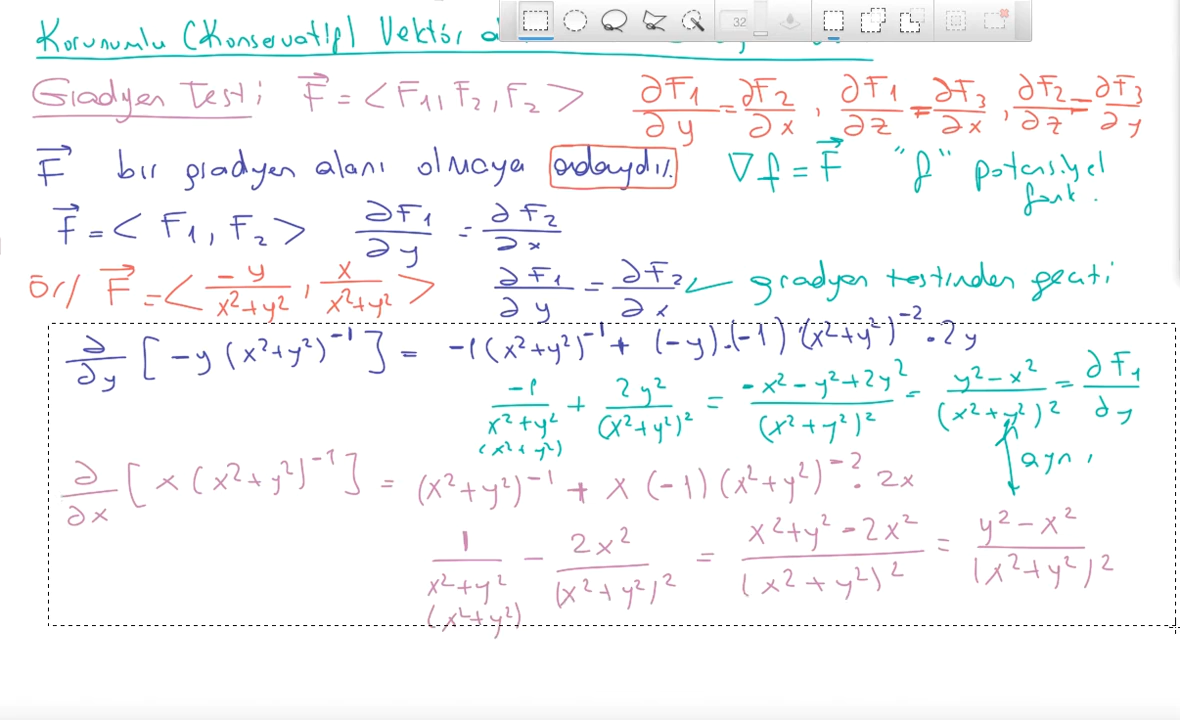 Korunumlu (Konservatif) Vektör
32
Gradyen Testi; F⃗ = <F₁, F₂, F₂> ∂F₁/∂y = ∂F₂/∂x, ∂F₁/∂z = ∂F₃/∂x, ∂F₂/∂z = ∂F₃/∂y
F⃗ bir gradyen alanı olmaya adaydır. ∇f = F⃗ "f" potansiyel fonk.
F⃗ = <F₁, F₂> ∂F₁/∂y = ∂F₂/∂x
Ör// F⃗ = <-y/(x²+y²), x/(x²+y²)> ∂F₁/∂y = ∂F₂/∂x ← gradyen testinden geçti
∂/∂y [-y (x²+y²)⁻¹] = -1(x²+y²)⁻¹ + (-y).(-1).(x²+y²)⁻².2y
-1/(x²+y²) + 2y²/(x²+y²)² = (-x²-y²+2y²)/(x²+y²)² = (y²-x²)/(x²+y²)² = ∂F₁/∂y
(x²+y²)
aynı
∂/∂x [x (x²+y²)⁻¹] = (x²+y²)⁻¹ + x (-1) (x²+y²)⁻². 2x
1/(x²+y²) - 2x²/(x²+y²)² = (x²+y²-2x²)/(x²+y²)² = (y²-x²)/(x²+y²)²
(x²+y²)